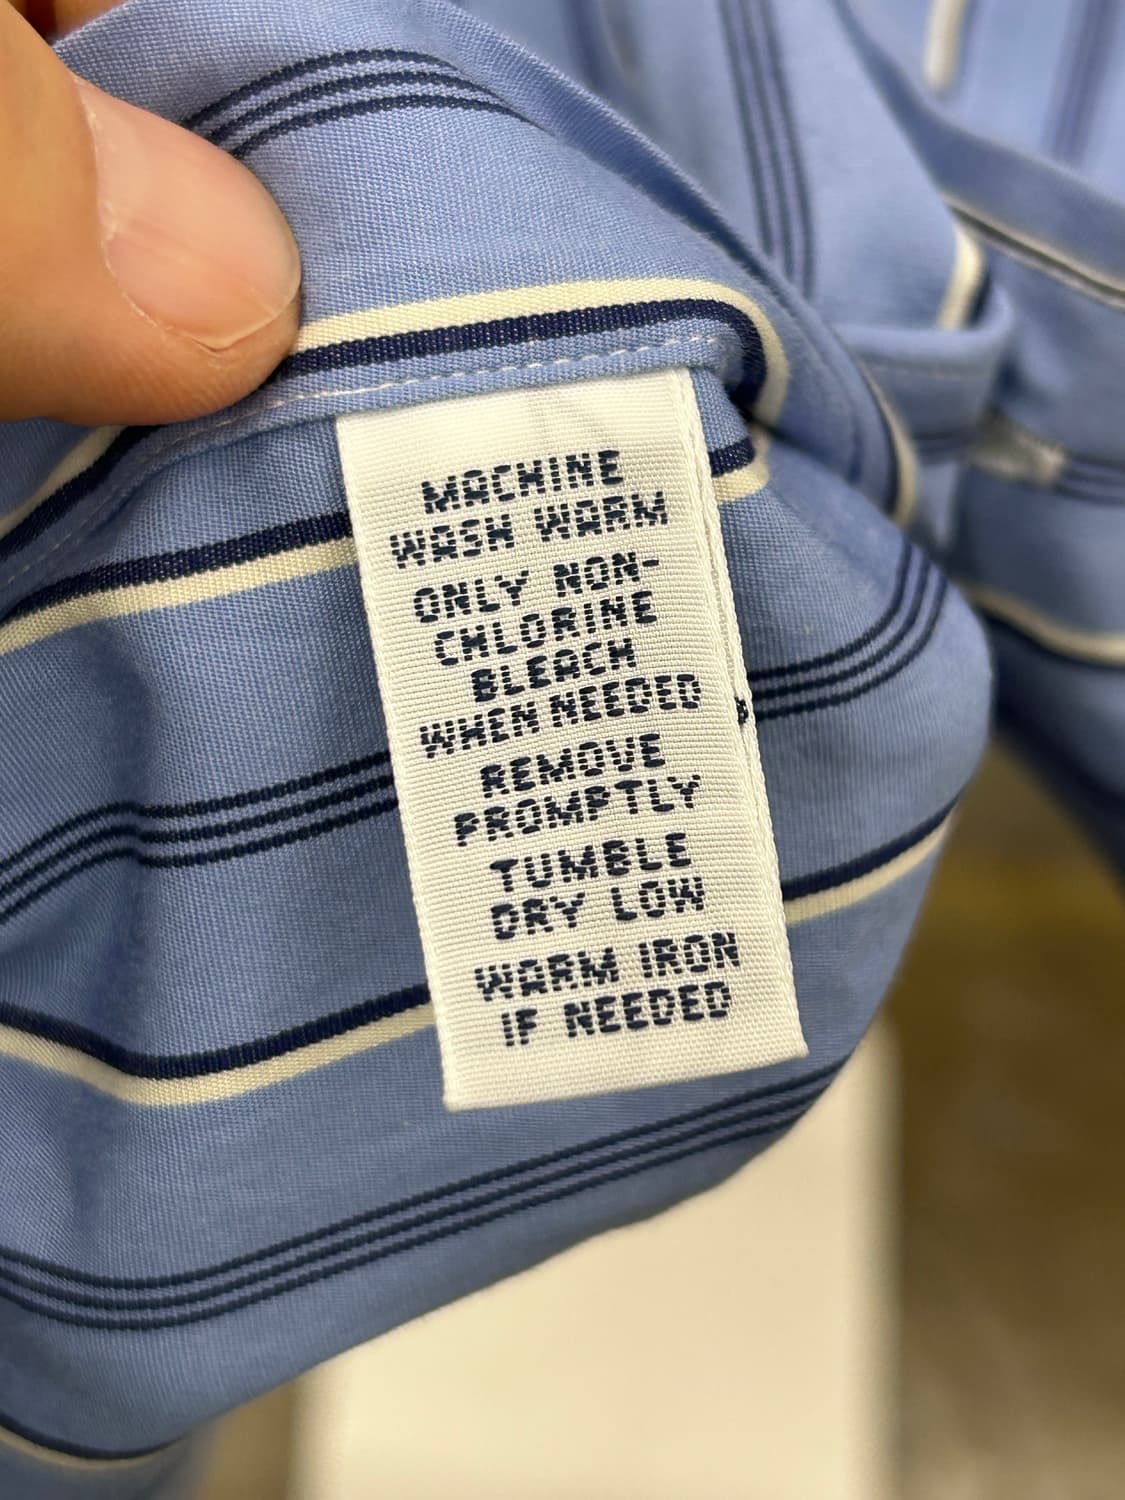 MACHINE
WASH WARM
ONLY NON-
CHLORINE
BLEACH
WHEN NEEDED
REMOVE
PROMPTLY
TUMBLE
DRY LOW
WARM IRON
IF NEEDED